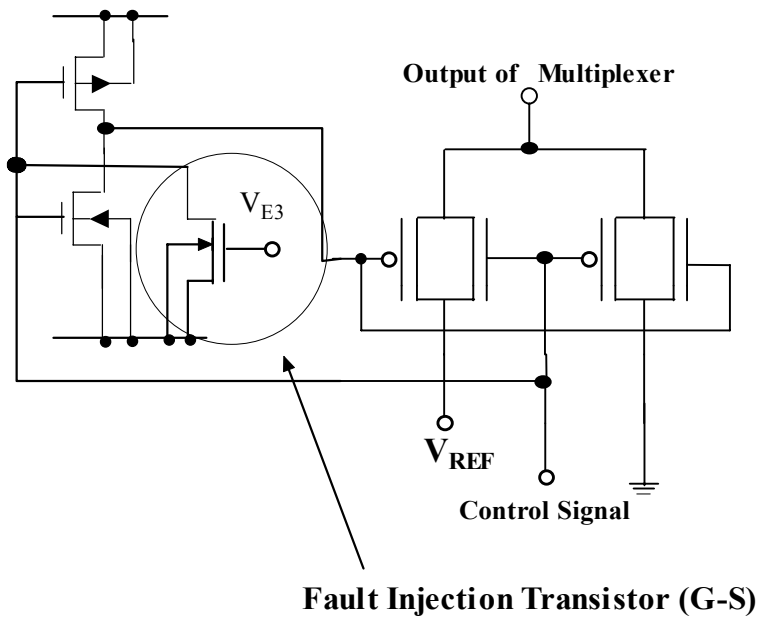 Output of Multiplexer
V_E3
V_REF
Control Signal
Fault Injection Transistor (G-S)